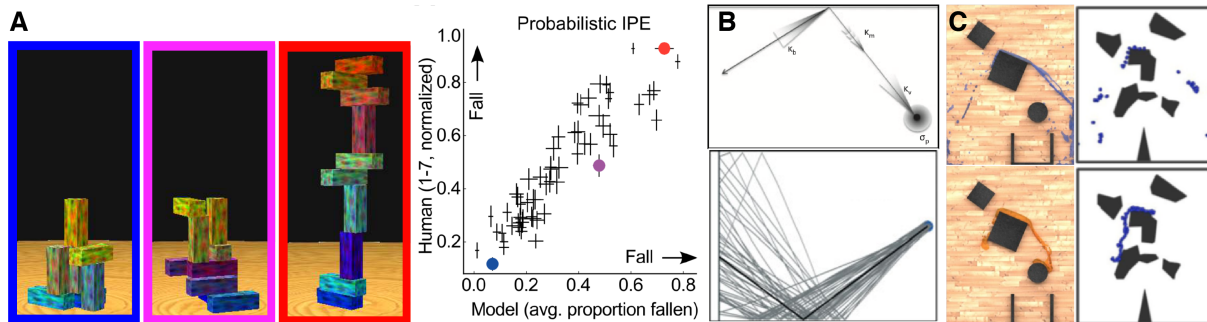 A
Probabilistic IPE
Fall
Human (1-7, normalized)
1.0
0.8
0.6
0.4
0.2
0.0 0.2 0.4 0.6 0.8
Fall
Model (avg. proportion fallen)
B
κb
κm
κv
σp
C